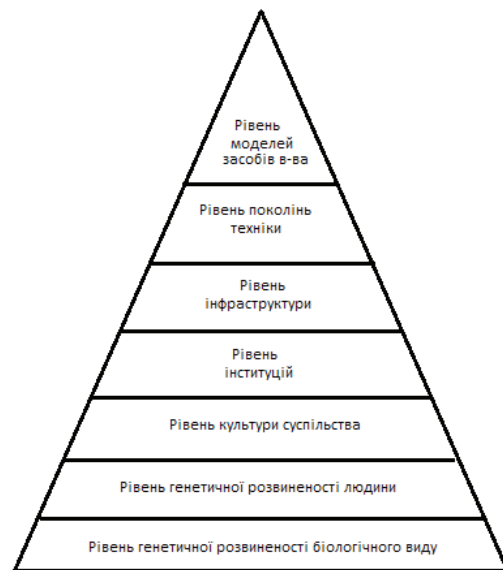 Рівень
моделей
засобів в-ва
Рівень поколінь
техніки
Рівень
інфраструктури
Рівень
інституцій
Рівень культури суспільства
Рівень генетичної розвиненості людини
Рівень генетичної розвиненості біологічного виду